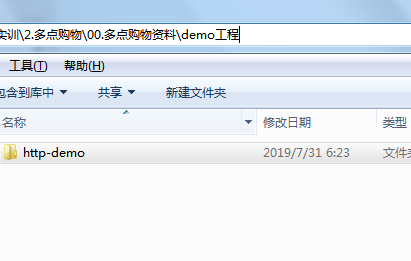 实训\2.多点购物\00.多点购物资料\demo工程
工具(T) 帮助(H)
包含到库中 共享 新建文件夹
名称 修改日期 类型
http-demo 2019/7/31 6:23 文件夹